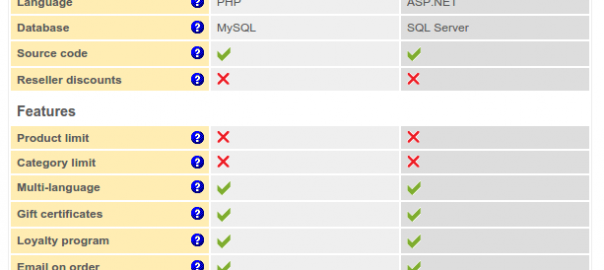 Language ? PHP ASP.NET
Database ? MySQL SQL Server
Source code ?
Reseller discounts ?
Features
Product limit ?
Category limit ?
Multi-language ?
Gift certificates ?
Loyalty program ?
Email on order ?